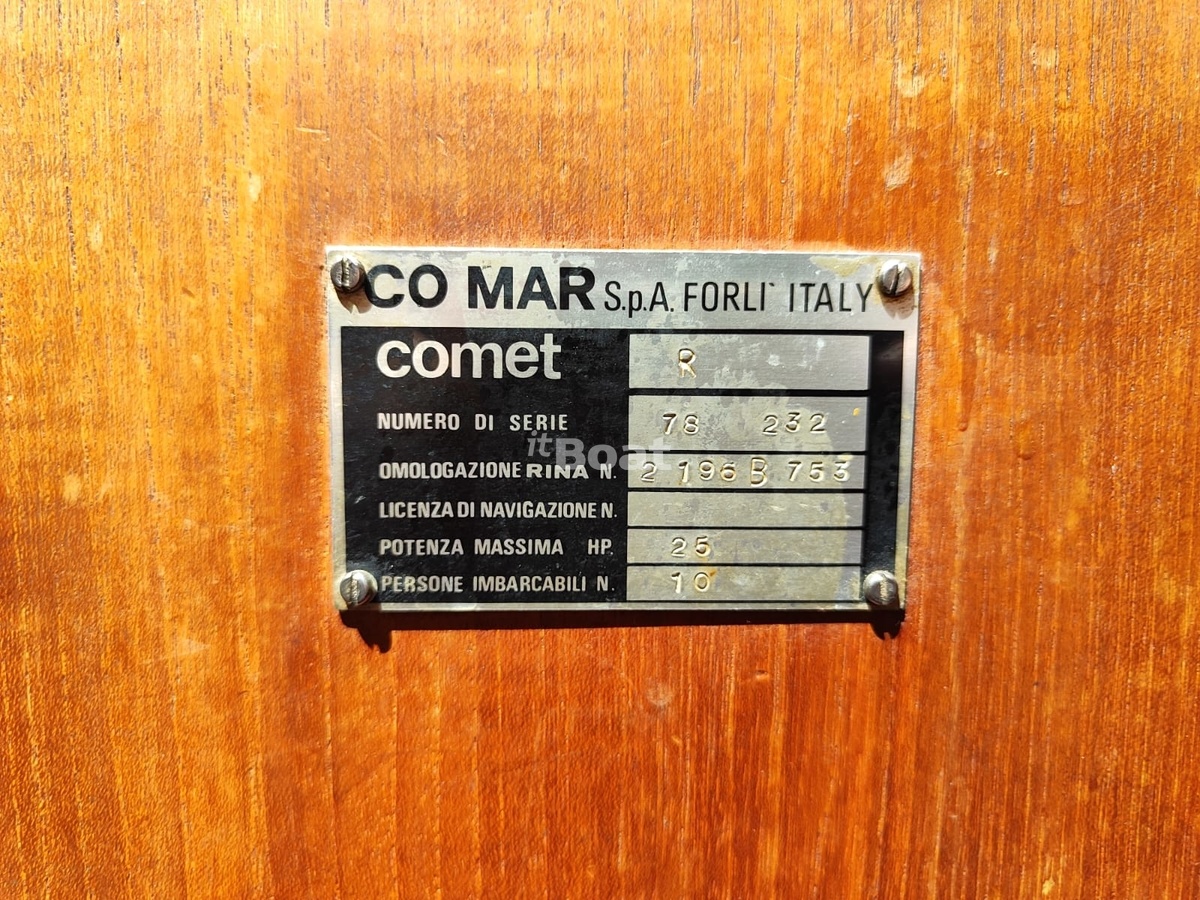 CO MAR S.p.A. FORLI` ITALY
comet R
NUMERO DI SERIE 78 232
itBoat
OMOLOGAZIONE RINA N. 2 196 B 753
LICENZA DI NAVIGAZIONE N.
POTENZA MASSIMA HP. 25
PERSONE IMBARCABILI N. 10